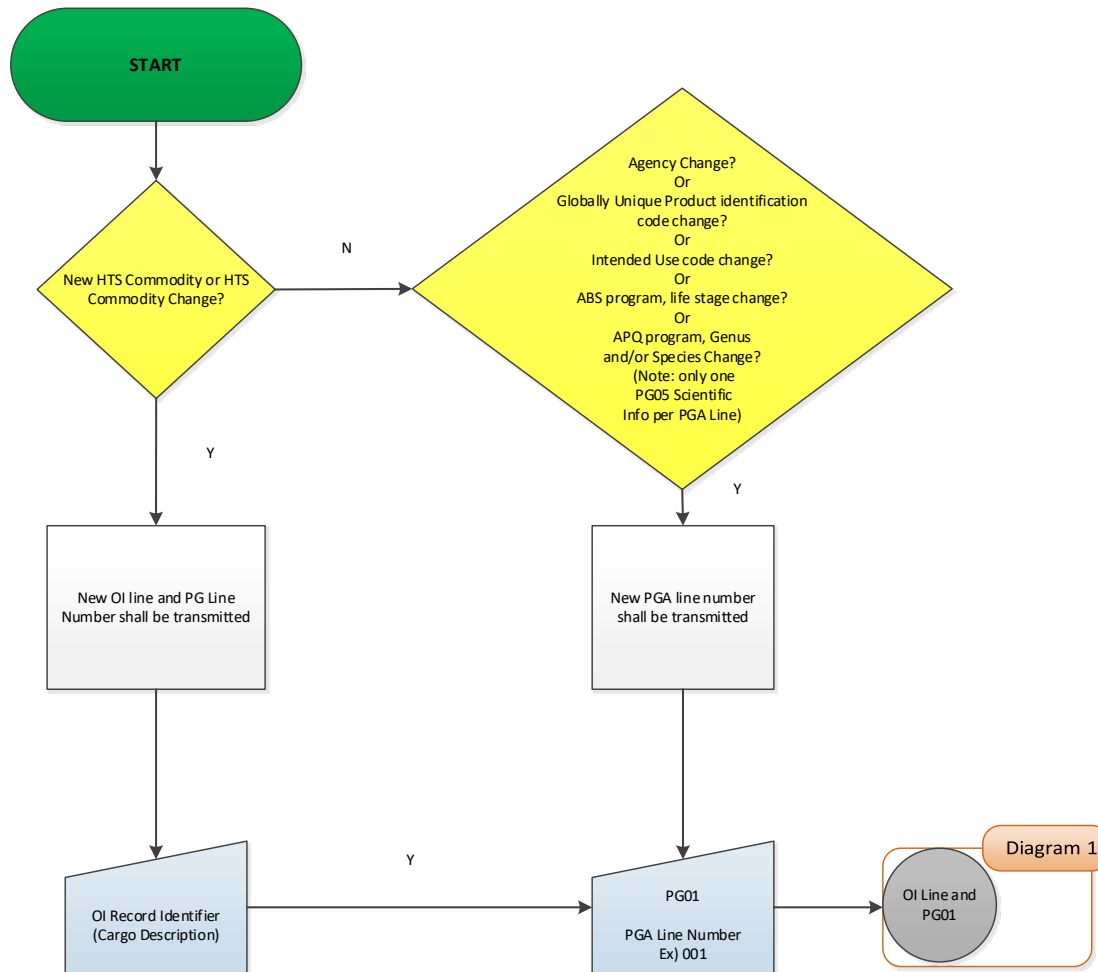 START
New HTS Commodity or HTS
Commodity Change?
N
Agency Change?
Or
Globally Unique Product identification
code change?
Or
Intended Use code change?
Or
ABS program, life stage change?
Or
APQ program, Genus
and/or Species Change?
(Note: only one
PG05 Scientific
Info per PGA Line)
Y
Y
New OI line and PG Line
Number shall be transmitted
New PGA line number
shall be transmitted
OI Record Identifier
(Cargo Description)
Y
PG01
PGA Line Number
Ex) 001
Diagram 1
OI Line and
PG01